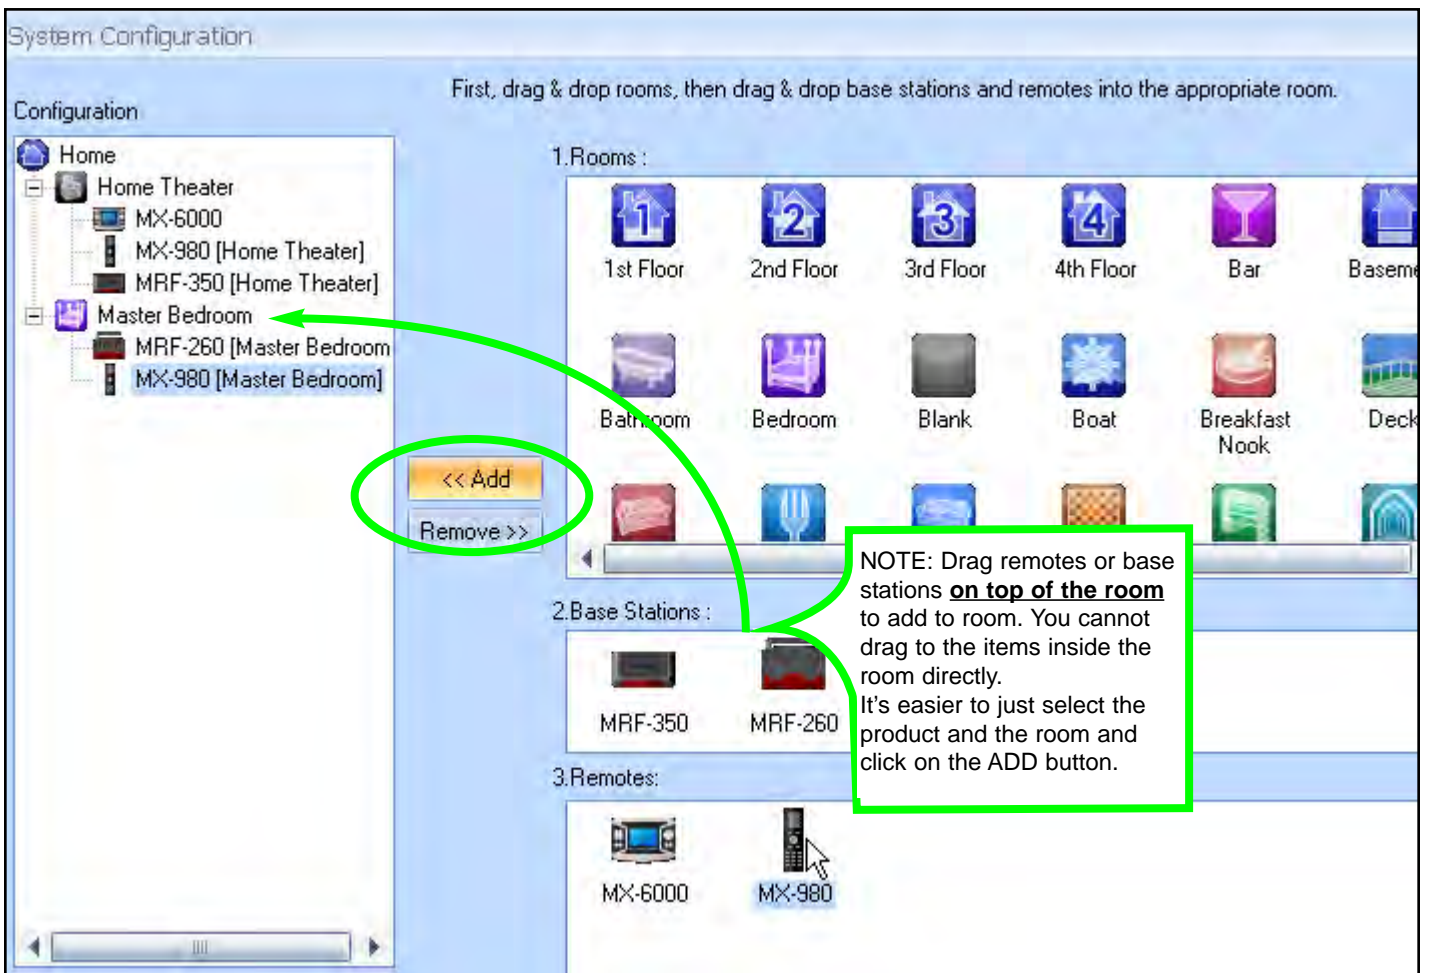 System Configuration
First, drag & drop rooms, then drag & drop base stations and remotes into the appropriate room.
Configuration
Home
Home Theater
MX-6000
MX-980 [Home Theater]
MRF-350 [Home Theater]
Master Bedroom
MRF-260 [Master Bedroom
MX-980 [Master Bedroom]
<< Add
Remove >>
1.Rooms :
1 2 3 4
1st Floor 2nd Floor 3rd Floor 4th Floor Bar Baseme
Bathroom Bedroom Blank Boat Breakfast Deck
Nook
2.Base Stations :
MRF-350 MRF-260
NOTE: Drag remotes or base
stations on top of the room
to add to room. You cannot
drag to the items inside the
room directly.
It's easier to just select the
product and the room and
click on the ADD button.
3.Remotes:
MX-6000 MX-980